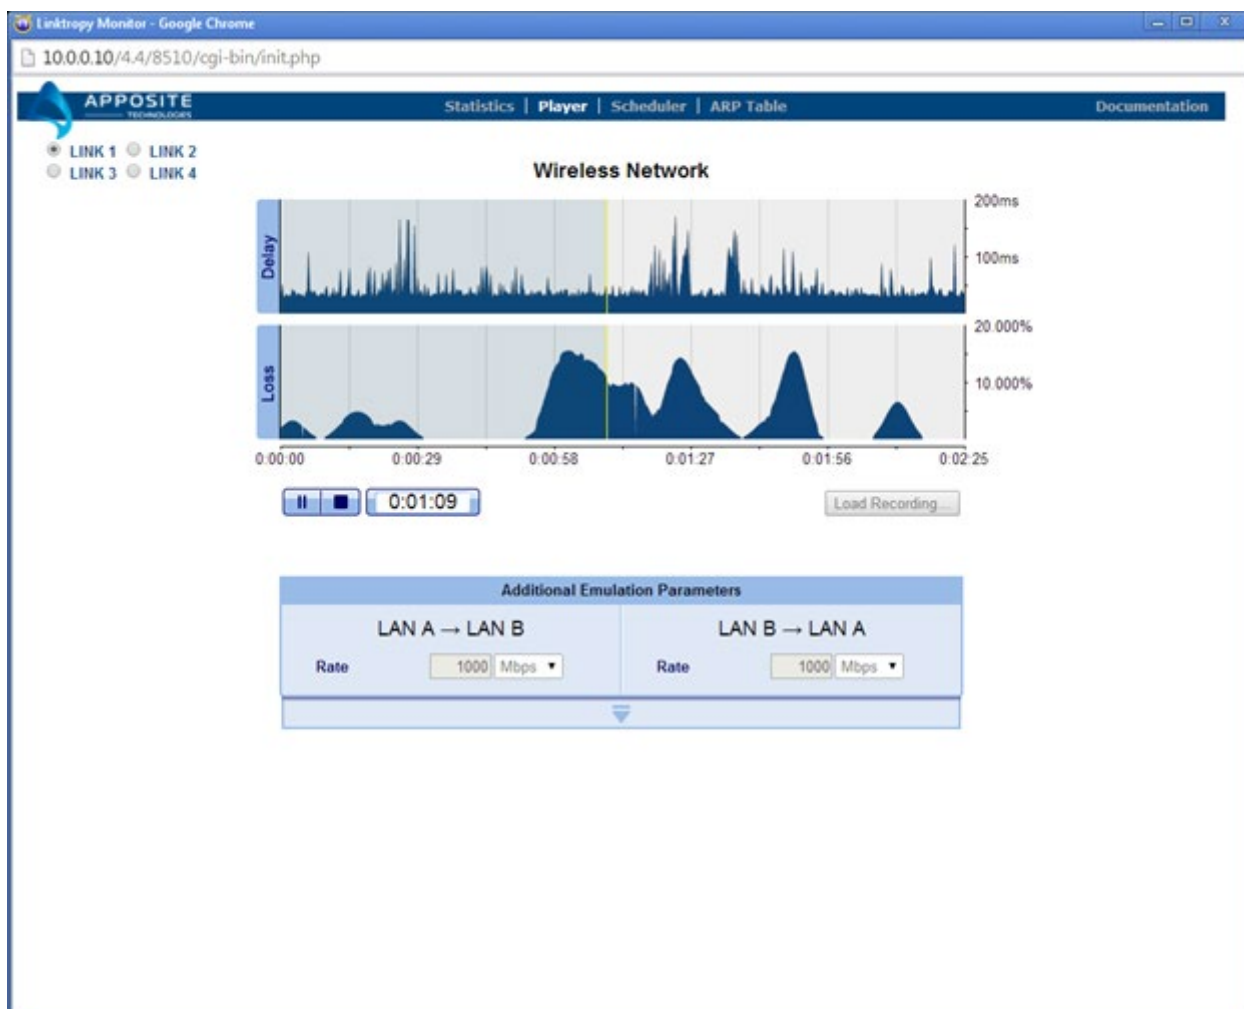 Linktropy Monitor - Google Chrome
10.0.0.10/4.4/8510/cgi-bin/init.php
APPOSITE
TECHNOLOGIES
Statistics | Player | Scheduler | ARP Table
Documentation
LINK 1 LINK 2
LINK 3 LINK 4
Wireless Network
Delay
200ms
100ms
Loss
20.000%
10.000%
0:00:00 0:00:29 0:00:58 0:01:27 0:01:56 0:02:25
0:01:09
Load Recording...
Additional Emulation Parameters
LAN A → LAN B LAN B → LAN A
Rate 1000 Mbps Rate 1000 Mbps